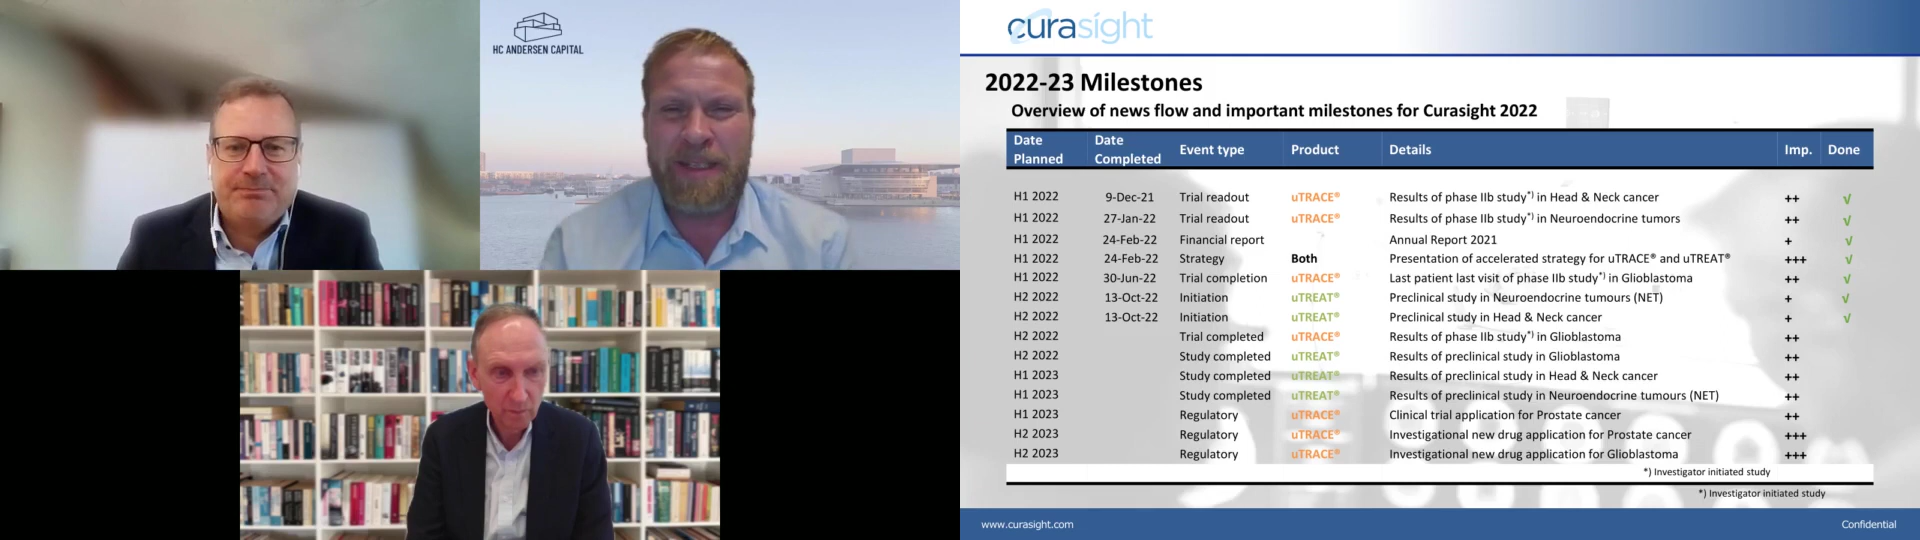 HC ANDERSEN CAPITAL
curasight
2022-23 Milestones
Overview of news flow and important milestones for Curasight 2022
Date Planned Date Completed Event type Product Details Imp. Done
H1 2022 9-Dec-21 Trial readout uTRACE® Results of phase IIb study*) in Head & Neck cancer ++ √
H1 2022 27-Jan-22 Trial readout uTRACE® Results of phase IIb study*) in Neuroendocrine tumors ++ √
H1 2022 24-Feb-22 Financial report Annual Report 2021 + √
H1 2022 24-Feb-22 Strategy Both Presentation of accelerated strategy for uTRACE® and uTREAT® +++ √
H1 2022 30-Jun-22 Trial completion uTRACE® Last patient last visit of phase IIb study*) in Glioblastoma ++ √
H2 2022 13-Oct-22 Initiation uTREAT® Preclinical study in Neuroendocrine tumours (NET) + √
H2 2022 13-Oct-22 Initiation uTREAT® Preclinical study in Head & Neck cancer + √
H2 2022 Trial completed uTRACE® Results of phase IIb study*) in Glioblastoma ++
H2 2022 Study completed uTREAT® Results of preclinical study in Glioblastoma ++
H1 2023 Study completed uTREAT® Results of preclinical study in Head & Neck cancer ++
H1 2023 Study completed uTREAT® Results of preclinical study in Neuroendocrine tumours (NET) ++
H1 2023 Regulatory uTRACE® Clinical trial application for Prostate cancer ++
H2 2023 Regulatory uTRACE® Investigational new drug application for Prostate cancer +++
H2 2023 Regulatory uTRACE® Investigational new drug application for Glioblastoma +++
*) Investigator initiated study
*) Investigator initiated study
www.curasight.com Confidential